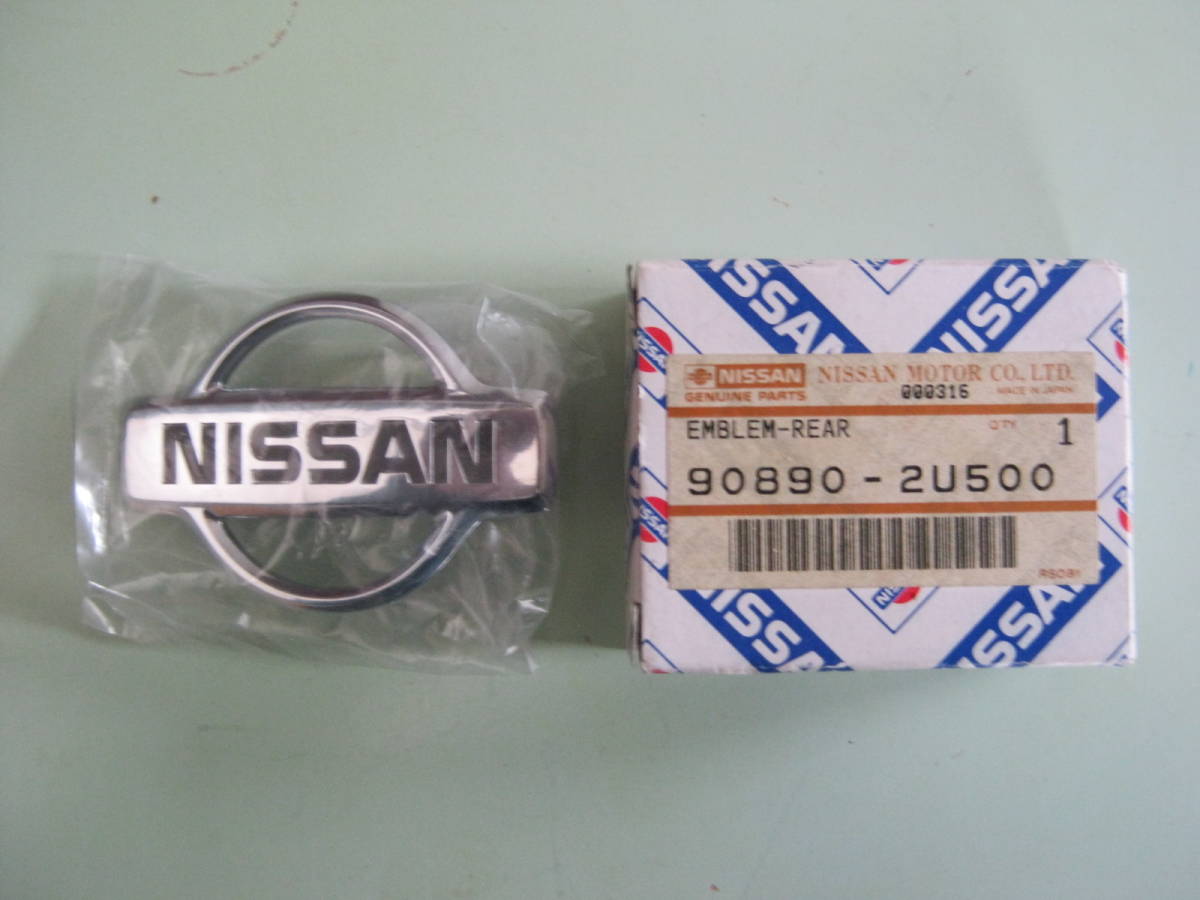 NISSAN
NISSAN
NISSAN
NISSAN NISSAN MOTOR CO., LTD.
GENUINE PARTS 000316 MADE IN JAPAN
EMBLEM-REAR QTY 1
90890-2U500
RSD81
NISSAN
NISSAN